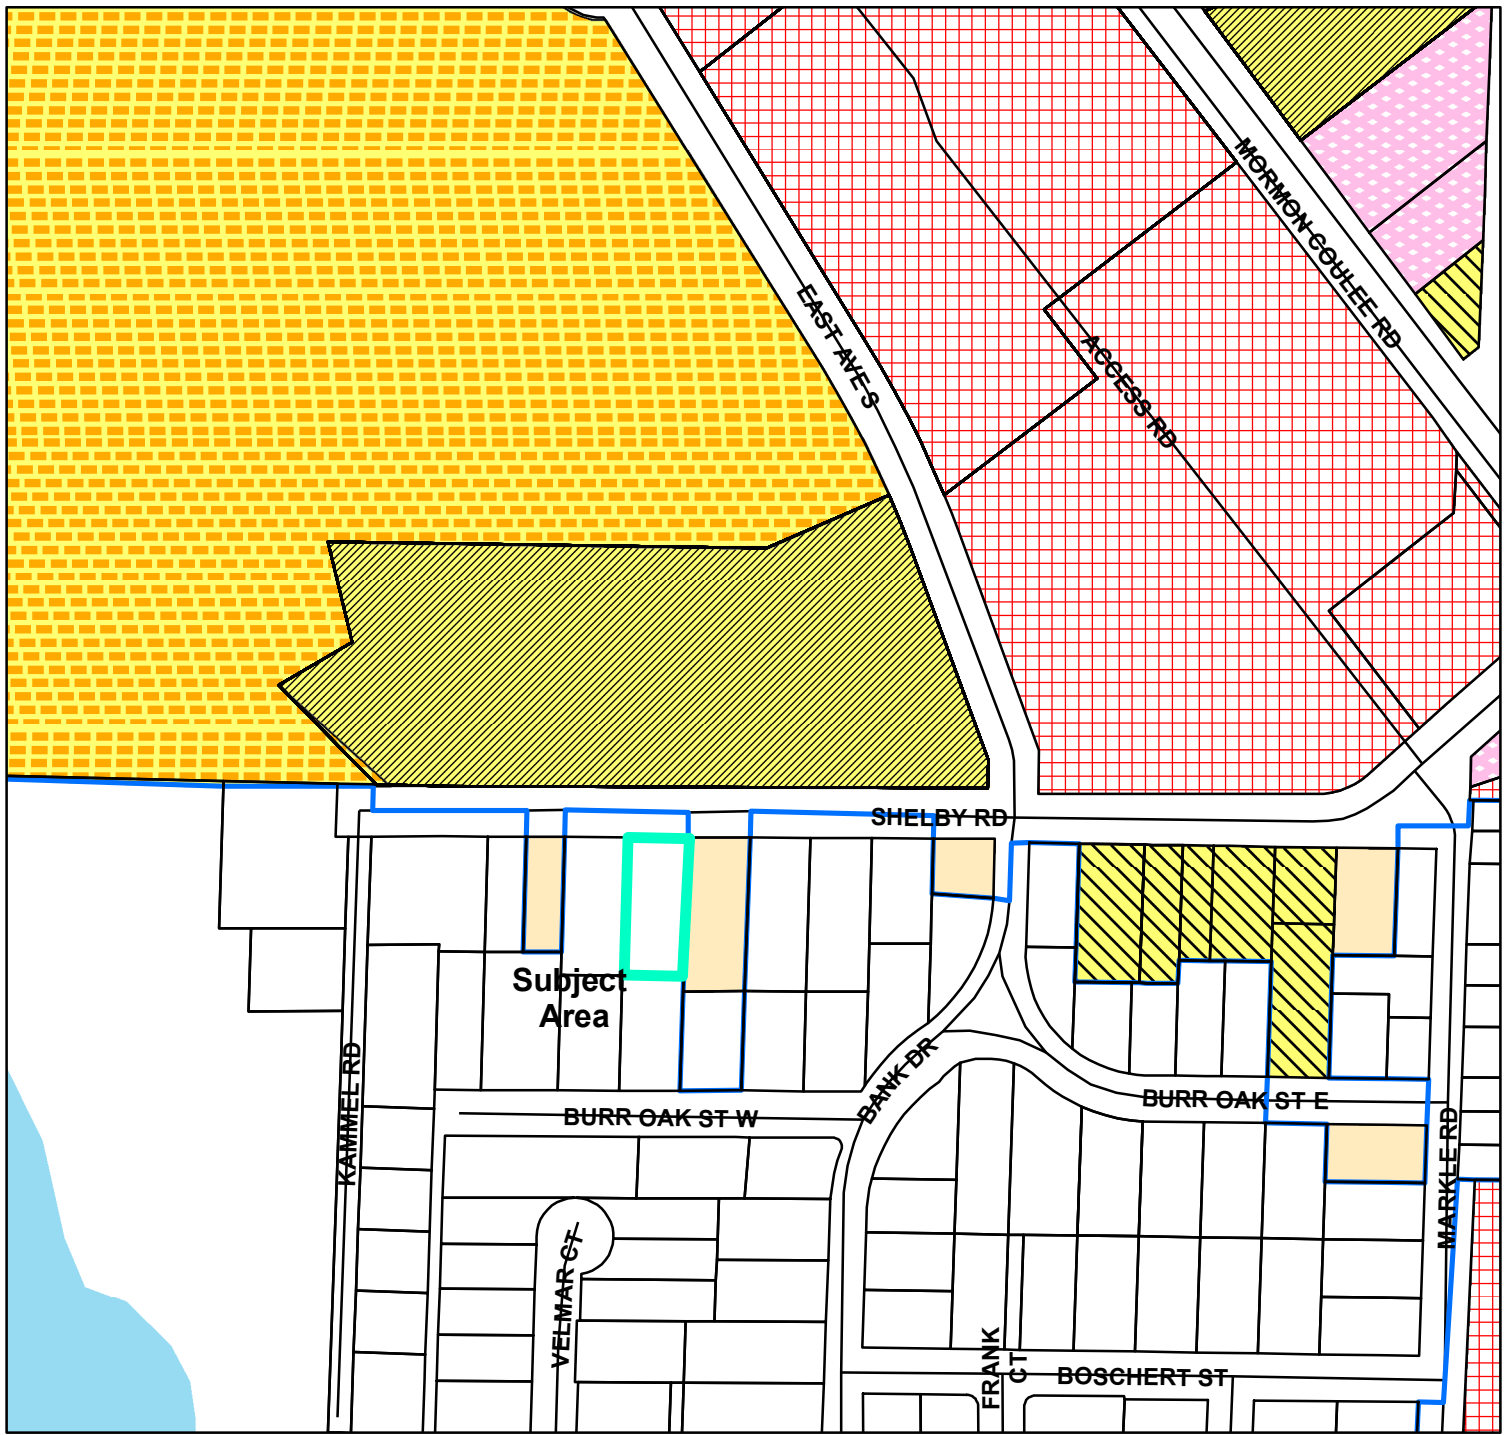 MORMON COULEE RD
EAST AVE S
ACCESS RD
SHELBY RD
Subject
Area
KAMMEL RD
BANK DR
BURR OAK ST W
BURR OAK ST E
MARKLE RD
VELMAR CT
FRANK
CT
BOSCHERT ST